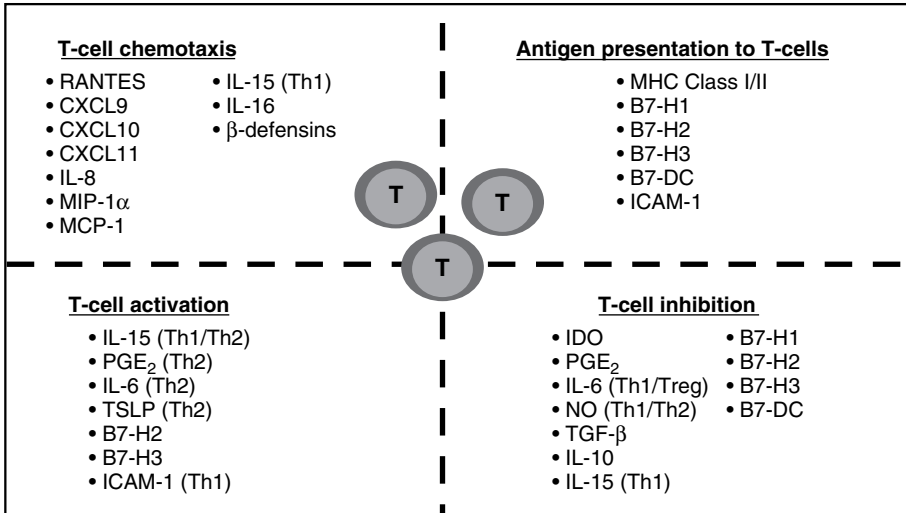 T-cell chemotaxis
• RANTES
• CXCL9
• CXCL10
• CXCL11
• IL-8
• MIP-1α
• MCP-1
• IL-15 (Th1)
• IL-16
• β-defensins
Antigen presentation to T-cells
• MHC Class I/II
• B7-H1
• B7-H2
• B7-H3
• B7-DC
• ICAM-1
T
T
T
T-cell activation
• IL-15 (Th1/Th2)
• PGE₂ (Th2)
• IL-6 (Th2)
• TSLP (Th2)
• B7-H2
• B7-H3
• ICAM-1 (Th1)
T-cell inhibition
• IDO
• PGE₂
• IL-6 (Th1/Treg)
• NO (Th1/Th2)
• TGF-β
• IL-10
• IL-15 (Th1)
• B7-H1
• B7-H2
• B7-H3
• B7-DC